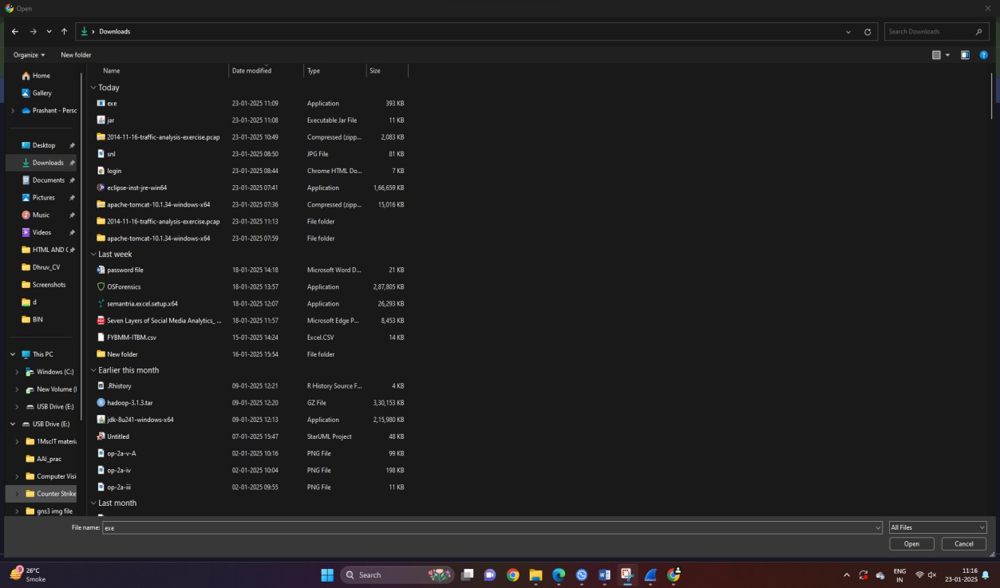 Open
Downloads
Search Downloads
Organize
New folder
Name Date modified Type Size
Home
Gallery
Prashant - Persc
Desktop
Downloads
Documents
Pictures
Music
Videos
HTML AND C
Dhruv_CV
Screenshots
d
BIN
This PC
Windows (C:)
New Volume (
USB Drive (E:)
USB Drive (E:)
1MscIT materi
AAI_prac
Computer Visi
Counter Strike
gns3 img file
Today
exe 23-01-2025 11:09 Application 393 KB
jar 23-01-2025 11:08 Executable Jar File 11 KB
2014-11-16-traffic-analysis-exercise.pcap 23-01-2025 10:49 Compressed (zipp... 2,083 KB
snl 23-01-2025 08:50 JPG File 81 KB
login 23-01-2025 08:44 Chrome HTML Do... 7 KB
eclipse-inst-jre-win64 23-01-2025 07:41 Application 1,66,659 KB
apache-tomcat-10.1.34-windows-x64 23-01-2025 07:36 Compressed (zipp... 15,016 KB
2014-11-16-traffic-analysis-exercise.pcap 23-01-2025 11:13 File folder
apache-tomcat-10.1.34-windows-x64 23-01-2025 07:59 File folder
Last week
password file 18-01-2025 14:18 Microsoft Word D... 21 KB
OSForensics 18-01-2025 13:57 Application 2,87,805 KB
semantria.excel.setup.x64 18-01-2025 12:07 Application 26,293 KB
Seven Layers of Social Media Analytics_ ... 18-01-2025 11:57 Microsoft Edge P... 8,453 KB
FYBMM-ITBM.csv 15-01-2025 14:24 Excel.CSV 14 KB
New folder 16-01-2025 15:54 File folder
Earlier this month
.Rhistory 09-01-2025 12:21 R History Source F... 4 KB
hadoop-3.1.3.tar 09-01-2025 12:20 GZ File 3,30,153 KB
jdk-8u241-windows-x64 09-01-2025 12:13 Application 2,15,980 KB
Untitled 07-01-2025 15:47 StarUML Project 48 KB
op-2a-v-A 02-01-2025 10:16 PNG File 99 KB
op-2a-iv 02-01-2025 10:04 PNG File 198 KB
op-2a-iii 02-01-2025 09:55 PNG File 11 KB
Last month
File name: exe All Files
Open Cancel
26°C
Smoke
Search
ENG
IN
11:16
23-01-2025